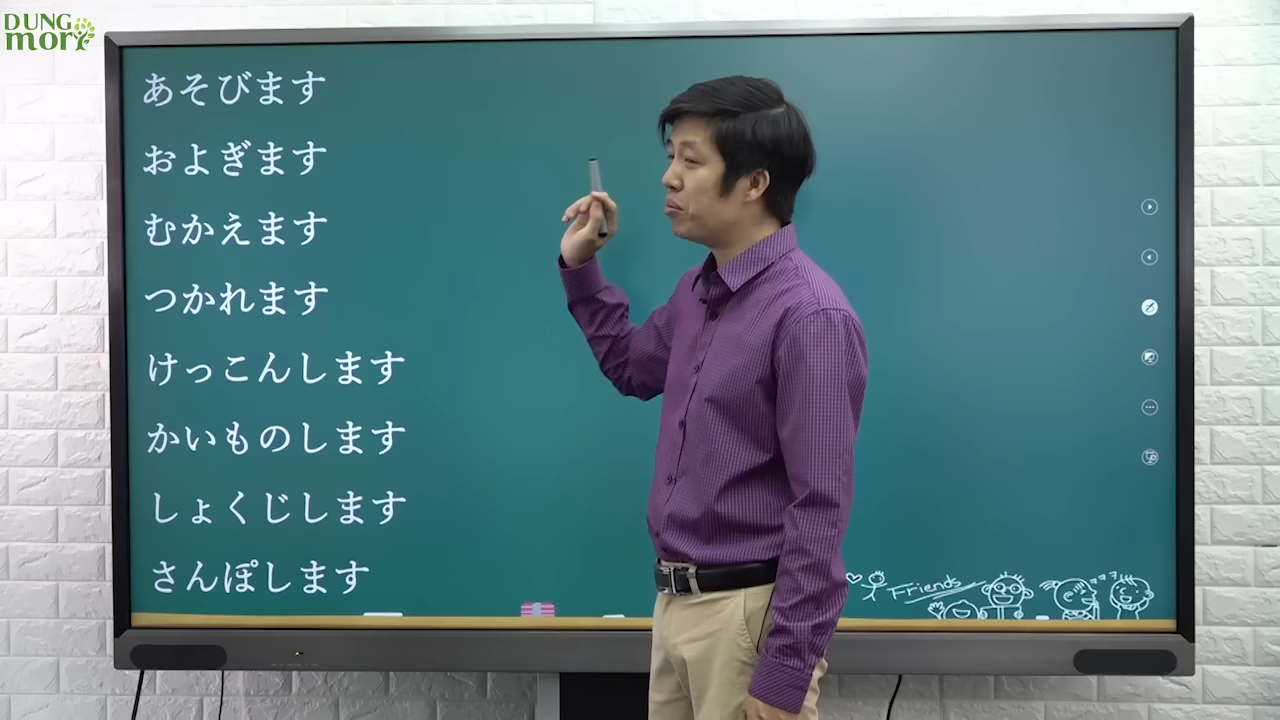 DUNG
mori
あそびます
およぎます
むかえます
つかれます
けっこんします
かいものします
しょくじします
さんぽします
Friends